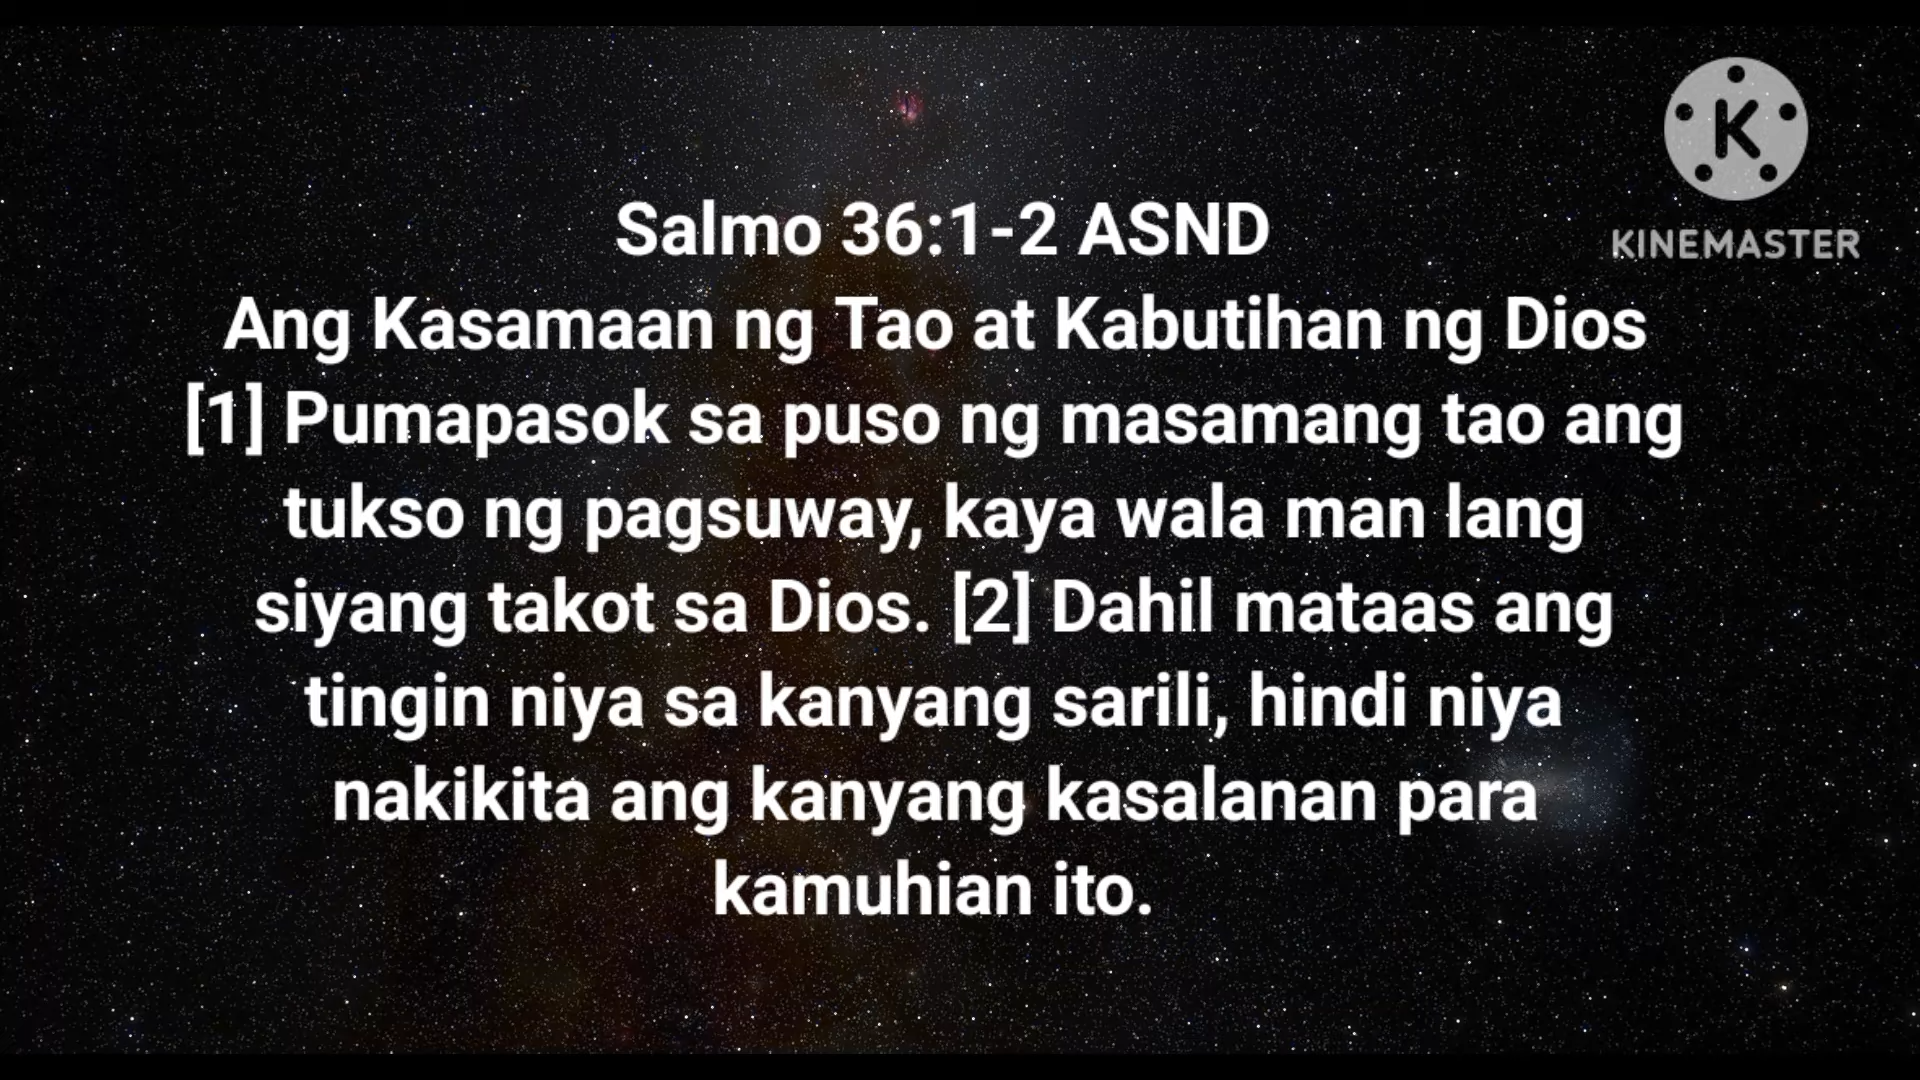 Salmo 36:1-2 ASND
Ang Kasamaan ng Tao at Kabutihan ng Dios
[1] Pumapasok sa puso ng masamang tao ang
tukso ng pagsuway, kaya wala man lang
siyang takot sa Dios. [2] Dahil mataas ang
tingin niya sa kanyang sarili, hindi niya
nakikita ang kanyang kasalanan para
kamuhian ito.
K
KINEMASTER